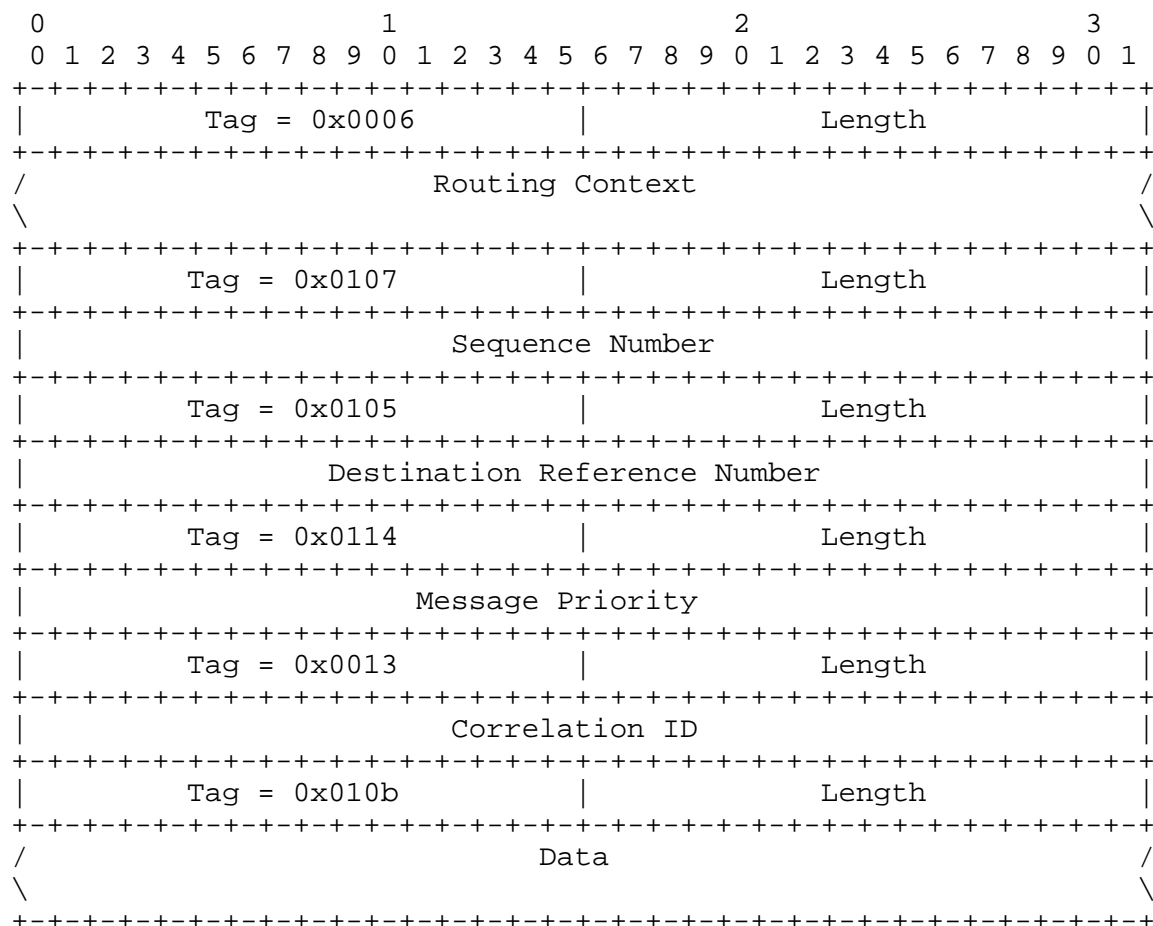 0                   1                   2                   3
 0 1 2 3 4 5 6 7 8 9 0 1 2 3 4 5 6 7 8 9 0 1 2 3 4 5 6 7 8 9 0 1
+-+-+-+-+-+-+-+-+-+-+-+-+-+-+-+-+-+-+-+-+-+-+-+-+-+-+-+-+-+-+-+-+
|          Tag = 0x0006         |             Length            |
+-+-+-+-+-+-+-+-+-+-+-+-+-+-+-+-+-+-+-+-+-+-+-+-+-+-+-+-+-+-+-+-+
/                       Routing Context                         /
\                                                               \
+-+-+-+-+-+-+-+-+-+-+-+-+-+-+-+-+-+-+-+-+-+-+-+-+-+-+-+-+-+-+-+-+
|         Tag = 0x0107          |             Length            |
+-+-+-+-+-+-+-+-+-+-+-+-+-+-+-+-+-+-+-+-+-+-+-+-+-+-+-+-+-+-+-+-+
|                        Sequence Number                        |
+-+-+-+-+-+-+-+-+-+-+-+-+-+-+-+-+-+-+-+-+-+-+-+-+-+-+-+-+-+-+-+-+
|         Tag = 0x0105          |             Length            |
+-+-+-+-+-+-+-+-+-+-+-+-+-+-+-+-+-+-+-+-+-+-+-+-+-+-+-+-+-+-+-+-+
|                 Destination Reference Number                  |
+-+-+-+-+-+-+-+-+-+-+-+-+-+-+-+-+-+-+-+-+-+-+-+-+-+-+-+-+-+-+-+-+
|         Tag = 0x0114          |             Length            |
+-+-+-+-+-+-+-+-+-+-+-+-+-+-+-+-+-+-+-+-+-+-+-+-+-+-+-+-+-+-+-+-+
|                      Message Priority                         |
+-+-+-+-+-+-+-+-+-+-+-+-+-+-+-+-+-+-+-+-+-+-+-+-+-+-+-+-+-+-+-+-+
|         Tag = 0x0013          |             Length            |
+-+-+-+-+-+-+-+-+-+-+-+-+-+-+-+-+-+-+-+-+-+-+-+-+-+-+-+-+-+-+-+-+
|                        Correlation ID                         |
+-+-+-+-+-+-+-+-+-+-+-+-+-+-+-+-+-+-+-+-+-+-+-+-+-+-+-+-+-+-+-+-+
|         Tag = 0x010b          |             Length            |
+-+-+-+-+-+-+-+-+-+-+-+-+-+-+-+-+-+-+-+-+-+-+-+-+-+-+-+-+-+-+-+-+
/                             Data                              /
\                                                               \
+-+-+-+-+-+-+-+-+-+-+-+-+-+-+-+-+-+-+-+-+-+-+-+-+-+-+-+-+-+-+-+-+